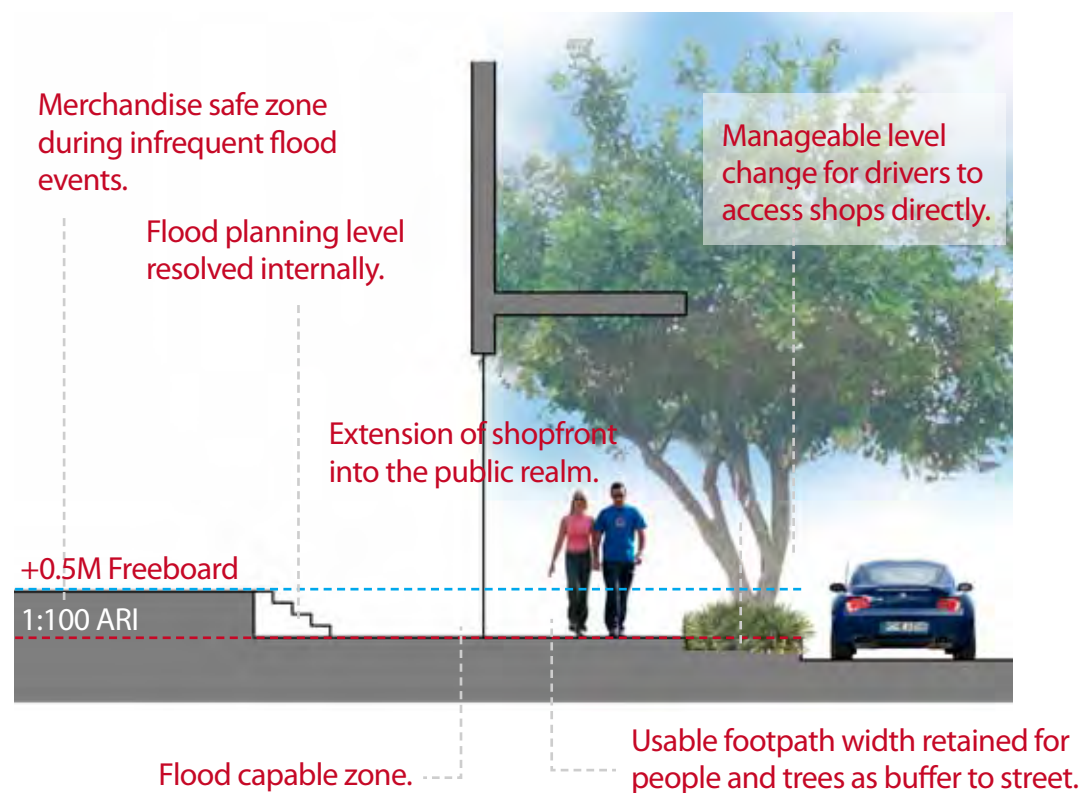 Merchandise safe zone
during infrequent flood
events.
Flood planning level
resolved internally.
Manageable level
change for drivers to
access shops directly.
Extension of shopfront
into the public realm.
+0.5M Freeboard
1:100 ARI
Flood capable zone.
Usable footpath width retained for
people and trees as buffer to street.